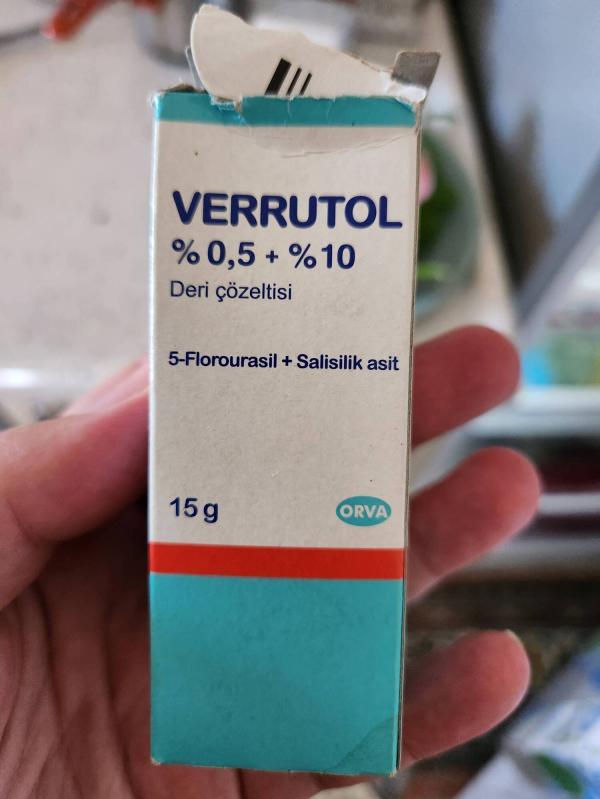 VERRUTOL
% 0,5 + %10
Deri çözeltisi
5-Florourasil + Salisilik asit
15 g
ORVA